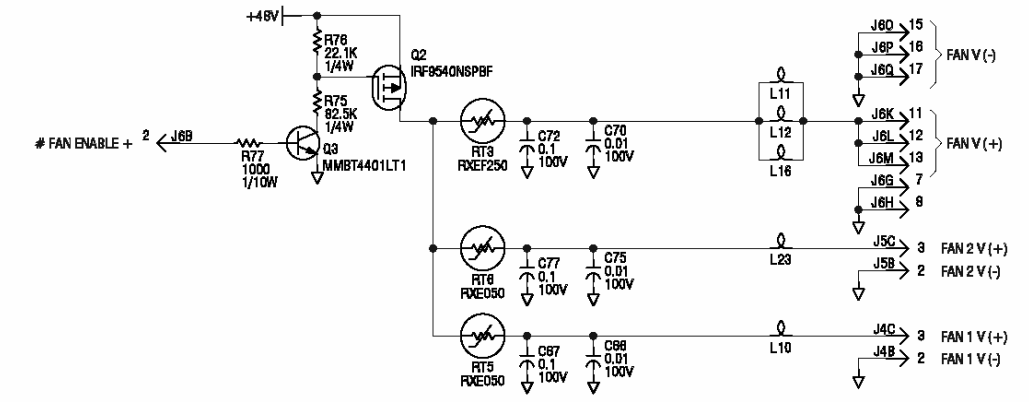 +48V
R76
22.1K
1/4W
Q2
IRF9540NSPBF
R75
82.5K
1/4W
# FAN ENABLE + 2 J6B
R77
1000
1/10W
Q3
MMBT4401LT1
RT3
RXEF250
C72
0.1
100V
C70
0.01
100V
L11
L12
L16
J6O 15
J6P 16
J6Q 17
FAN V (-)
J6K 11
J6L 12
J6M 13
FAN V (+)
J6G 7
J6H 8
RT6
RXE050
C77
0.1
100V
C75
0.01
100V
L23
J5C 3 FAN 2 V (+)
J5B 2 FAN 2 V (-)
RT5
RXE050
C67
0.1
100V
C66
0.01
100V
L10
J4C 3 FAN 1 V (+)
J4B 2 FAN 1 V (-)